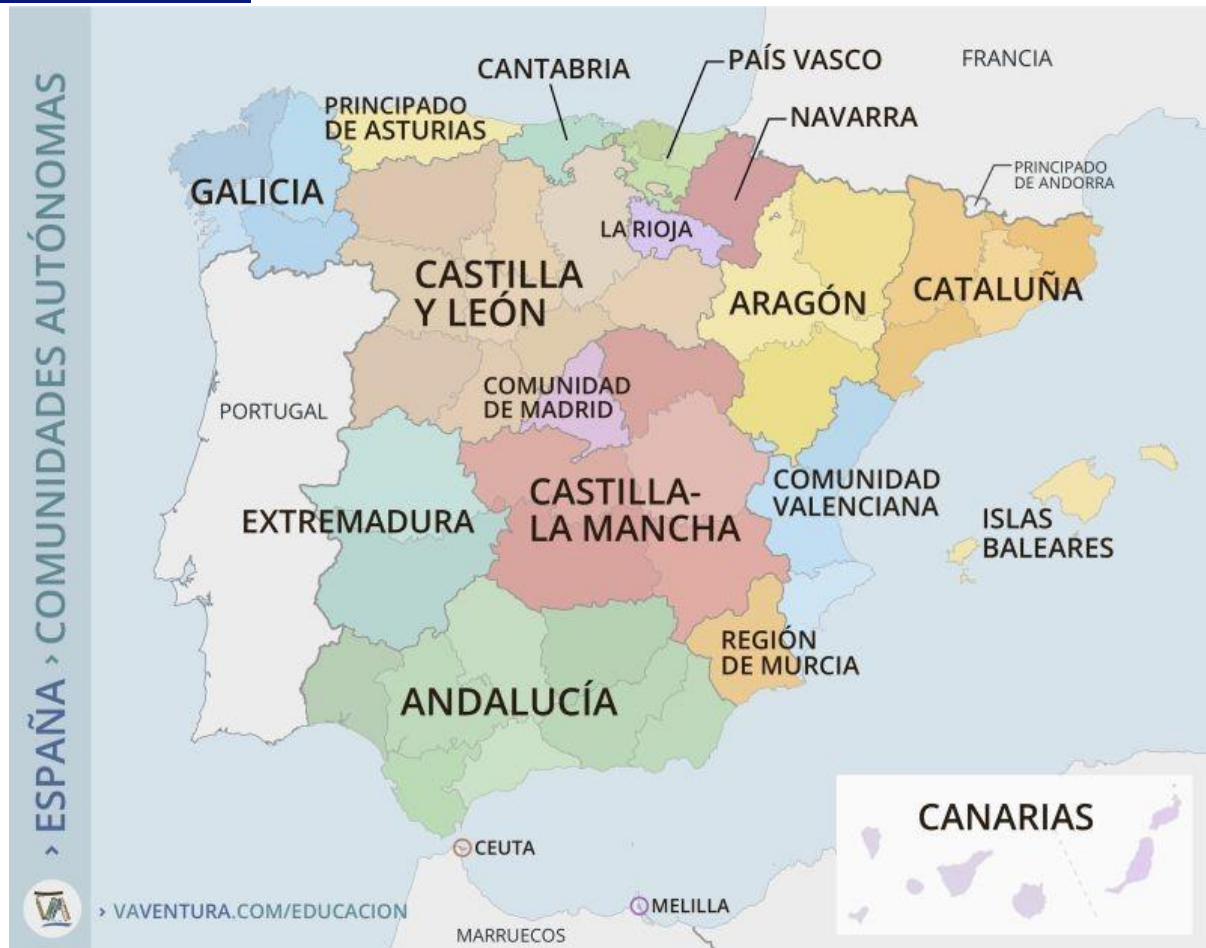 › ESPAÑA › COMUNIDADES AUTÓNOMAS
CANTABRIA
PAÍS VASCO
FRANCIA
PRINCIPADO
DE ASTURIAS
NAVARRA
GALICIA
PRINCIPADO
DE ANDORRA
LA RIOJA
CASTILLA
Y LEÓN
ARAGÓN
CATALUÑA
COMUNIDAD
DE MADRID
PORTUGAL
EXTREMADURA
CASTILLA-
LA MANCHA
COMUNIDAD
VALENCIANA
ISLAS
BALEARES
REGIÓN
DE MURCIA
ANDALUCÍA
CANARIAS
CEUTA
MELILLA
› VAVENTURA.COM/EDUCACION
MARRUECOS